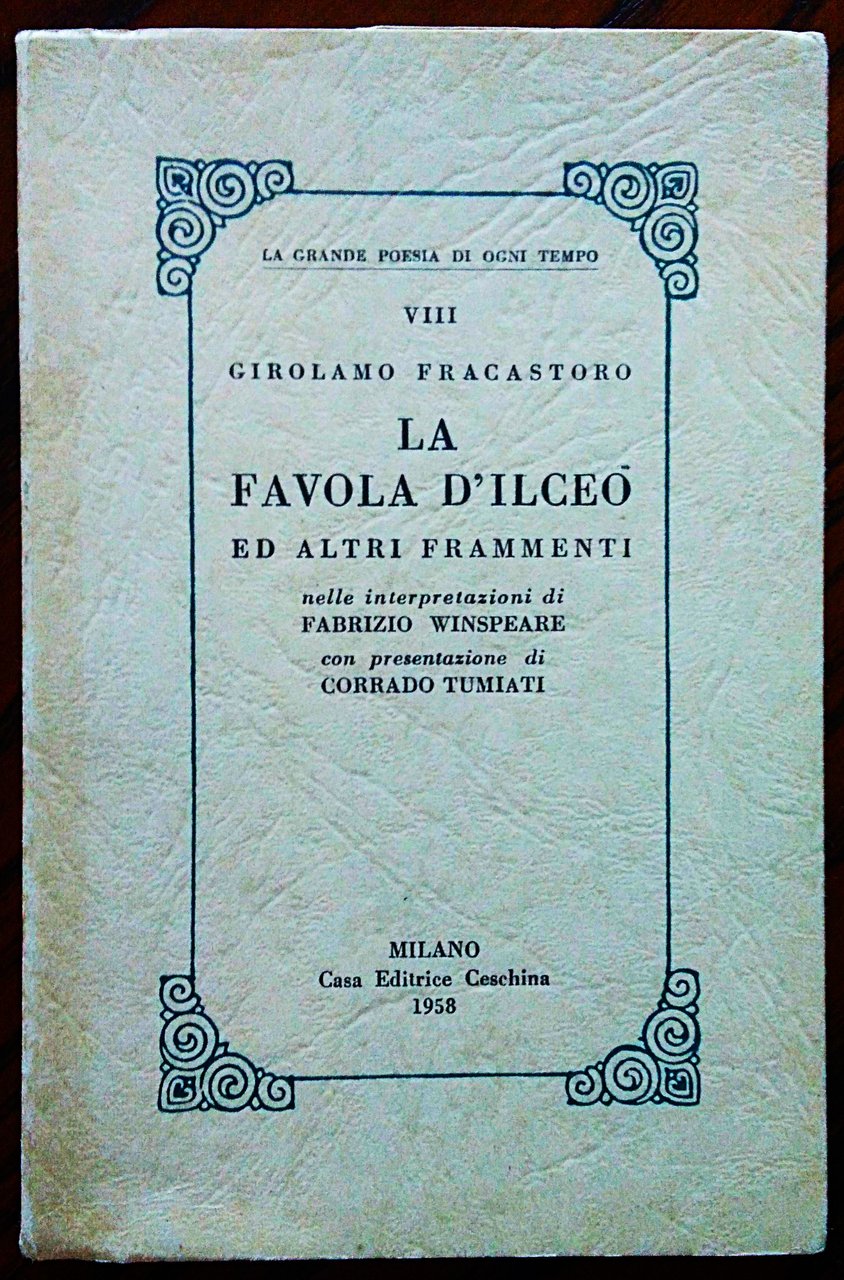 LA GRANDE POESIA DI OGNI TEMPO
VIII
GIROLAMO FRACASTORO
LA
FAVOLA D'ILCEO
ED ALTRI FRAMMENTI
nelle interpretazioni di
FABRIZIO WINSPEARE
con presentazione di
CORRADO TUMIATI
MILANO
Casa Editrice Ceschina
1958